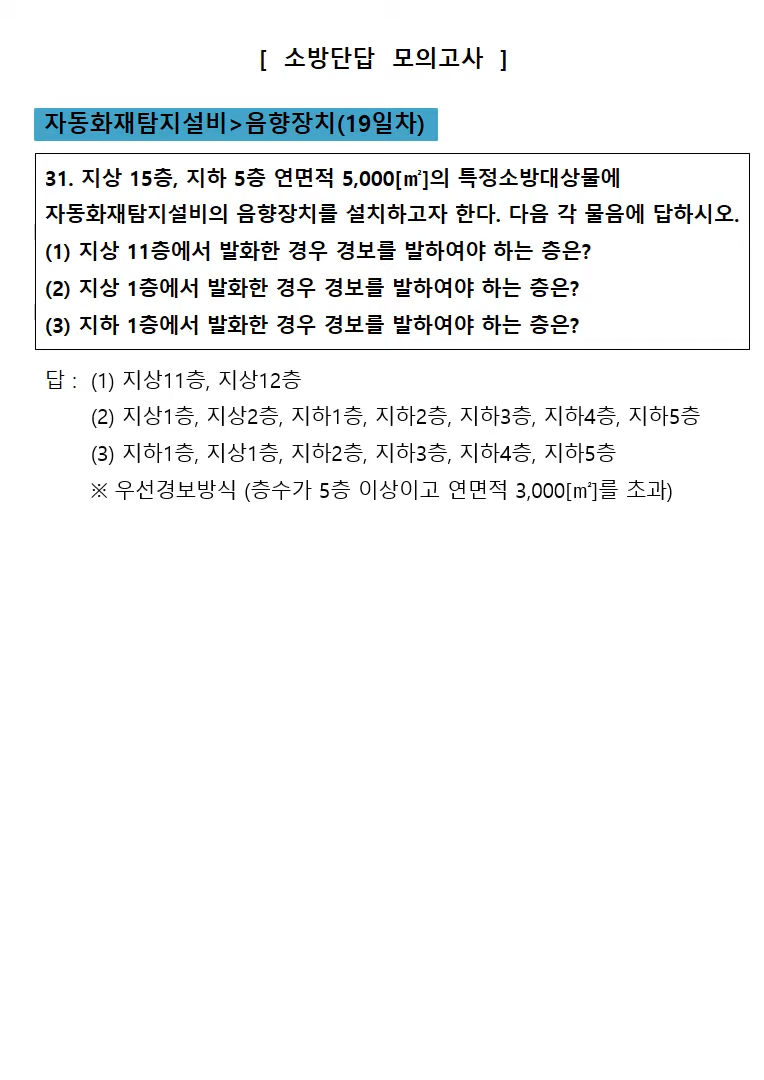 [ 소방단답 모의고사 ]
자동화재탐지설비>음향장치(19일차)
31. 지상 15층, 지하 5층 연면적 5,000[㎡]의 특정소방대상물에
자동화재탐지설비의 음향장치를 설치하고자 한다. 다음 각 물음에 답하시오.
(1) 지상 11층에서 발화한 경우 경보를 발하여야 하는 층은?
(2) 지상 1층에서 발화한 경우 경보를 발하여야 하는 층은?
(3) 지하 1층에서 발화한 경우 경보를 발하여야 하는 층은?
답 : (1) 지상11층, 지상12층
(2) 지상1층, 지상2층, 지하1층, 지하2층, 지하3층, 지하4층, 지하5층
(3) 지하1층, 지상1층, 지하2층, 지하3층, 지하4층, 지하5층
※ 우선경보방식 (층수가 5층 이상이고 연면적 3,000[㎡]를 초과)